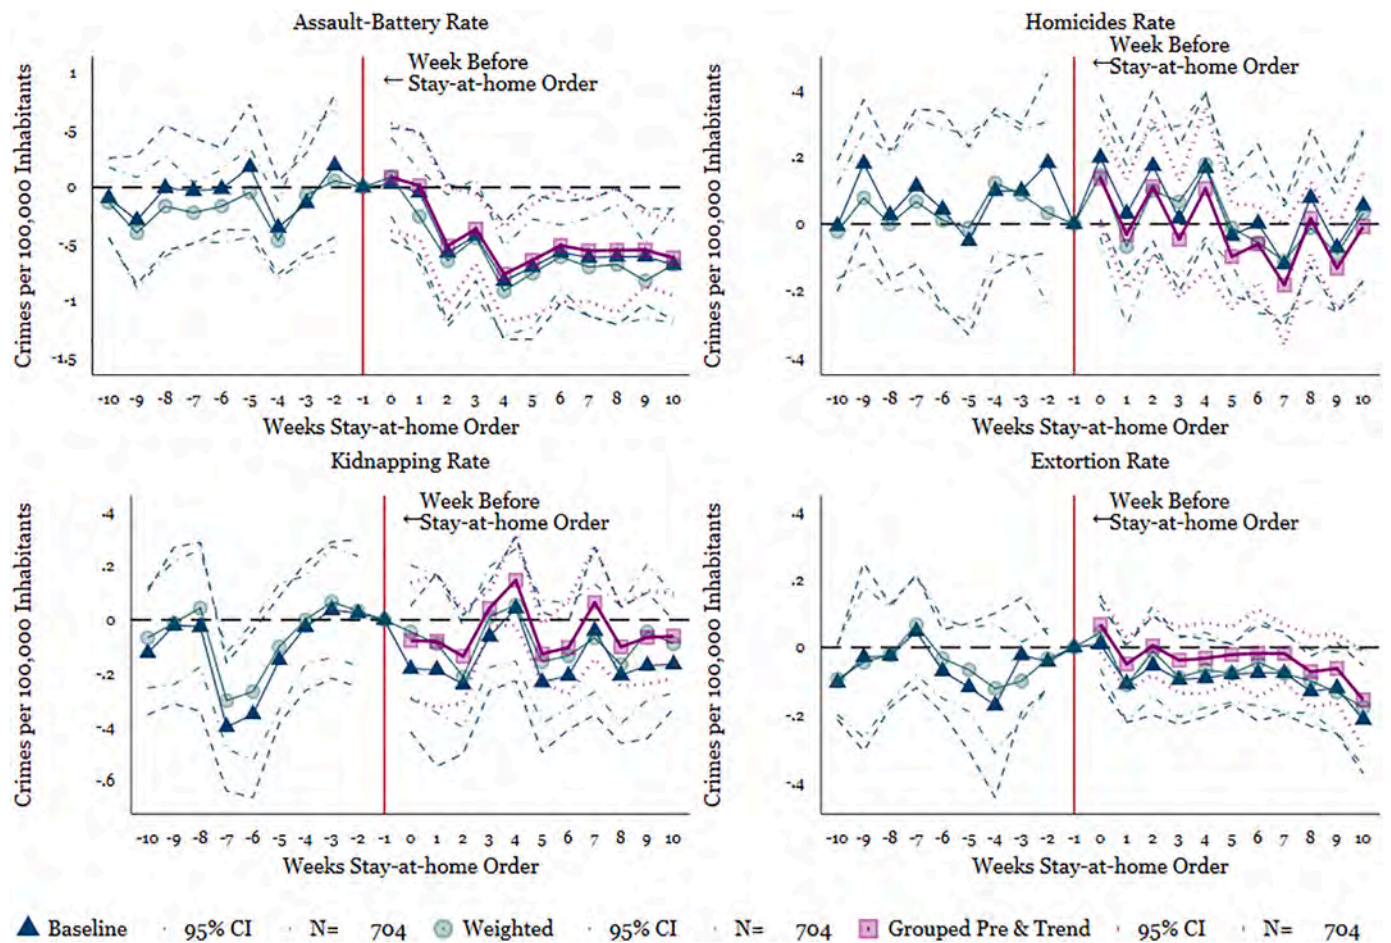 Assault-Battery Rate
Crimes per 100,000 Inhabitants
Week Before
←Stay-at-home Order
1
.5
0
-.5
-1
-1.5
-10 -9 -8 -7 -6 -5 -4 -3 -2 -1 0 1 2 3 4 5 6 7 8 9 10
Weeks Stay-at-home Order
Homicides Rate
Crimes per 100,000 Inhabitants
Week Before
←Stay-at-home Order
.4
.2
0
-.2
-.4
-10 -9 -8 -7 -6 -5 -4 -3 -2 -1 0 1 2 3 4 5 6 7 8 9 10
Weeks Stay-at-home Order
Kidnapping Rate
Crimes per 100,000 Inhabitants
Week Before
←Stay-at-home Order
.4
.2
0
-.2
-.4
-.6
-10 -9 -8 -7 -6 -5 -4 -3 -2 -1 0 1 2 3 4 5 6 7 8 9 10
Weeks Stay-at-home Order
Extortion Rate
Crimes per 100,000 Inhabitants
Week Before
←Stay-at-home Order
.4
.2
0
-.2
-.4
-10 -9 -8 -7 -6 -5 -4 -3 -2 -1 0 1 2 3 4 5 6 7 8 9 10
Weeks Stay-at-home Order
Baseline 95% CI N= 704 Weighted 95% CI N= 704 Grouped Pre & Trend 95% CI N= 704